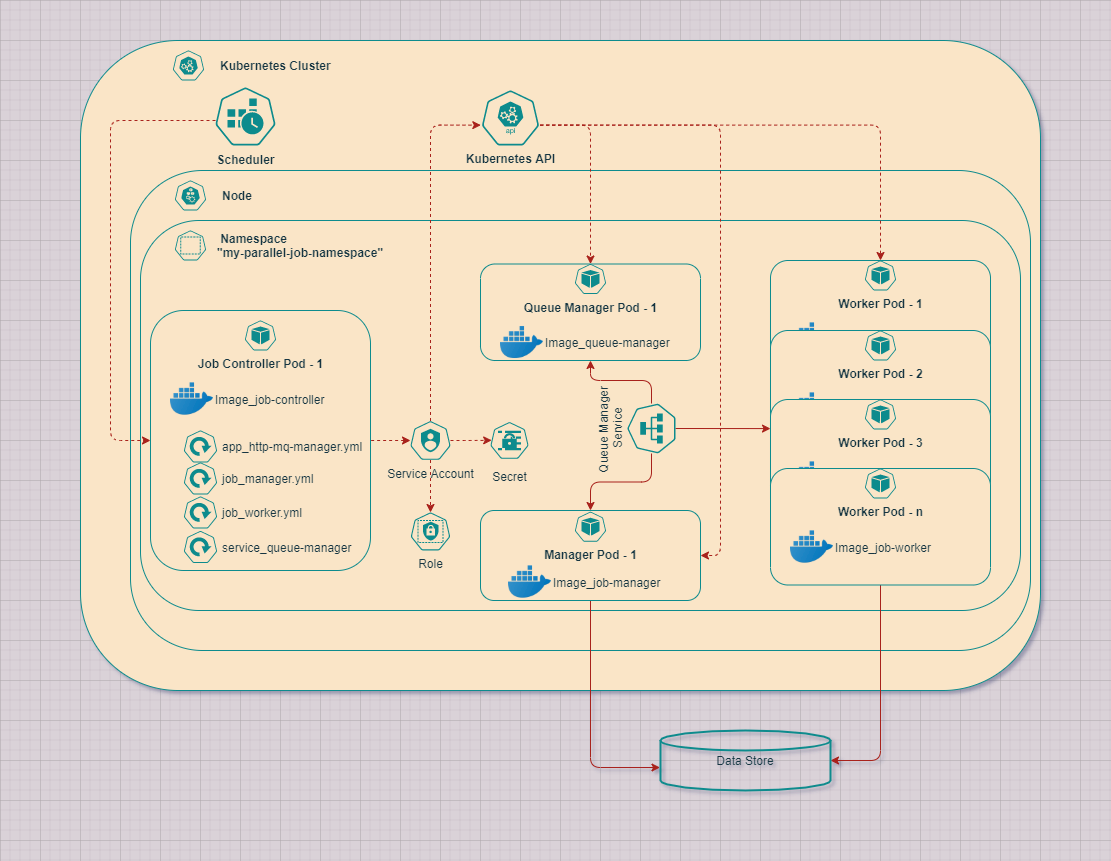 Kubernetes Cluster
Scheduler
api
Kubernetes API
Node
Namespace
"my-parallel-job-namespace"
Job Controller Pod - 1
Image_job-controller
app_http-mq-manager.yml
job_manager.yml
job_worker.yml
service_queue-manager
Service Account
Secret
Role
Queue Manager Pod - 1
Image_queue-manager
Queue Manager
Service
Manager Pod - 1
Image_job-manager
Worker Pod - 1
Worker Pod - 2
Worker Pod - 3
Worker Pod - n
Image_job-worker
Data Store